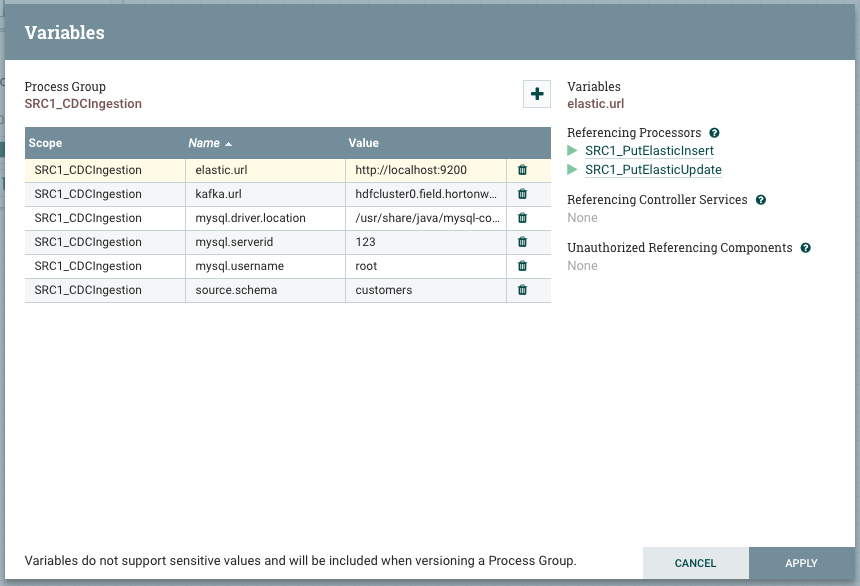 Variables
Process Group
SRC1_CDCIngestion
Scope Name Value
SRC1_CDCIngestion elastic.url http://localhost:9200
SRC1_CDCIngestion kafka.url hdfcluster0.field.hortonw...
SRC1_CDCIngestion mysql.driver.location /usr/share/java/mysql-co...
SRC1_CDCIngestion mysql.serverid 123
SRC1_CDCIngestion mysql.username root
SRC1_CDCIngestion source.schema customers
Variables
elastic.url
Referencing Processors
SRC1_PutElasticInsert
SRC1_PutElasticUpdate
Referencing Controller Services
None
Unauthorized Referencing Components
None
Variables do not support sensitive values and will be included when versioning a Process Group.
CANCEL APPLY